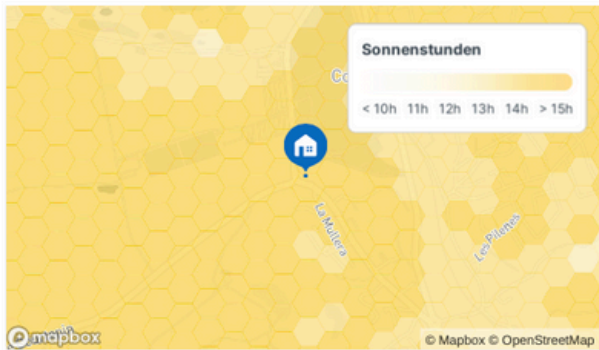 Sonnenstunden
< 10h 11h 12h 13h 14h > 15h
La Mullera
Les Pilenes
mapbox
© Mapbox © OpenStreetMap